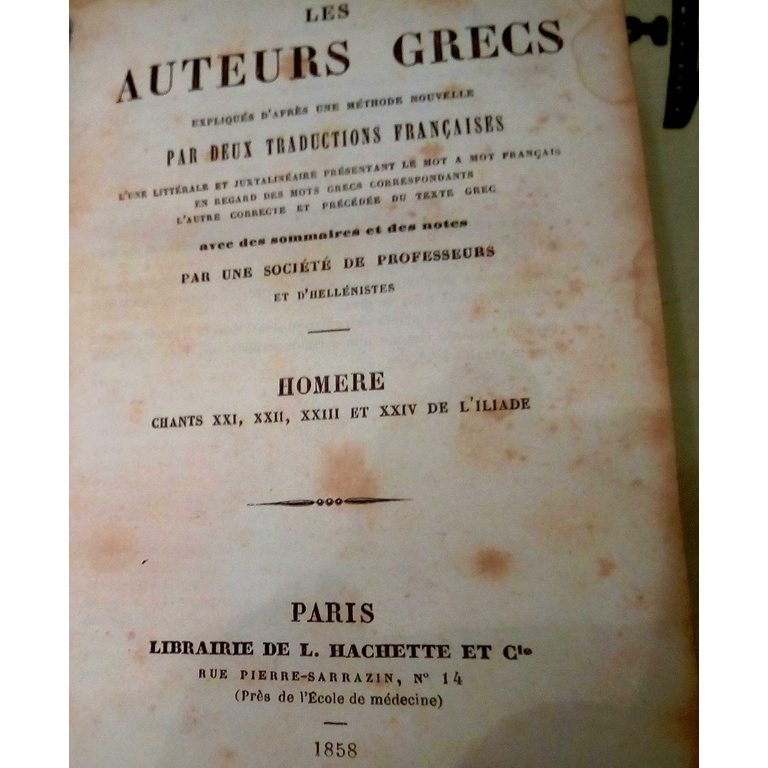 LES
AUTEURS GRECS
EXPLIQUÉS D'APRÈS UNE MÉTHODE NOUVELLE
PAR DEUX TRADUCTIONS FRANÇAISES
L'UNE LITTÉRALE ET JUXTALINÉAIRE PRÉSENTANT LE MOT A MOT FRANÇAIS
EN REGARD DES MOTS GRECS CORRESPONDANTS
L'AUTRE CORRECTE ET PRÉCÉDÉE DU TEXTE GREC
avec des sommaires et des notes
PAR UNE SOCIÉTÉ DE PROFESSEURS
ET D'HELLÉNISTES
HOMERE
CHANTS XXI, XXII, XXIII ET XXIV DE L'ILIADE
PARIS
LIBRAIRIE DE L. HACHETTE ET Cie
RUE PIERRE-SARRAZIN, N° 14
(Près de l'École de médecine)
1858